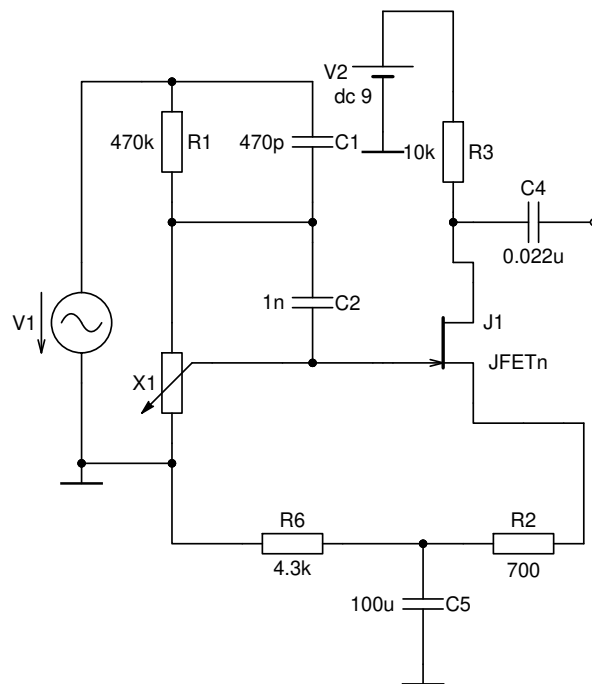 V2
dc 9
470k
R1
470p
C1
10k
R3
C4
0.022u
1n
C2
V1
J1
X1
JFETn
R6
4.3k
R2
700
100u
C5